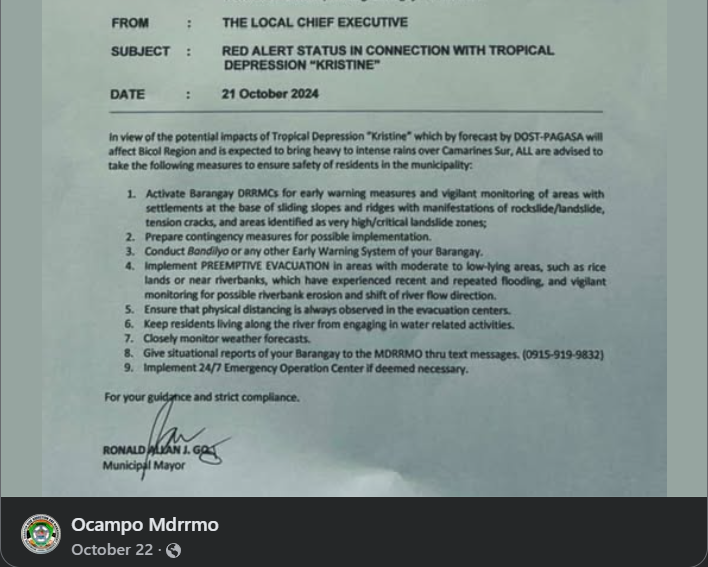 FROM : THE LOCAL CHIEF EXECUTIVE
SUBJECT : RED ALERT STATUS IN CONNECTION WITH TROPICAL
DEPRESSION "KRISTINE"
DATE : 21 October 2024
In view of the potential impacts of Tropical Depression "Kristine" which by forecast by DOST-PAGASA will
affect Bicol Region and is expected to bring heavy to intense rains over Camarines Sur, ALL are advised to
take the following measures to ensure safety of residents in the municipality:
1. Activate Barangay DRRMCs for early warning measures and vigilant monitoring of areas with
settlements at the base of sliding slopes and ridges with manifestations of rockslide/landslide,
tension cracks, and areas identified as very high/critical landslide zones;
2. Prepare contingency measures for possible implementation.
3. Conduct Bandilyo or any other Early Warning System of your Barangay.
4. Implement PREEMPTIVE EVACUATION in areas with moderate to low-lying areas, such as rice
lands or near riverbanks, which have experienced recent and repeated flooding, and vigilant
monitoring for possible riverbank erosion and shift of river flow direction.
5. Ensure that physical distancing is always observed in the evacuation centers.
6. Keep residents living along the river from engaging in water related activities.
7. Closely monitor weather forecasts.
8. Give situational reports of your Barangay to the MDRRMO thru text messages. (0915-919-9832)
9. Implement 24/7 Emergency Operation Center if deemed necessary.
For your guidance and strict compliance.
RONALD ALLAN J. GO
Municipal Mayor
Ocampo Mdrrmo
October 22 ·